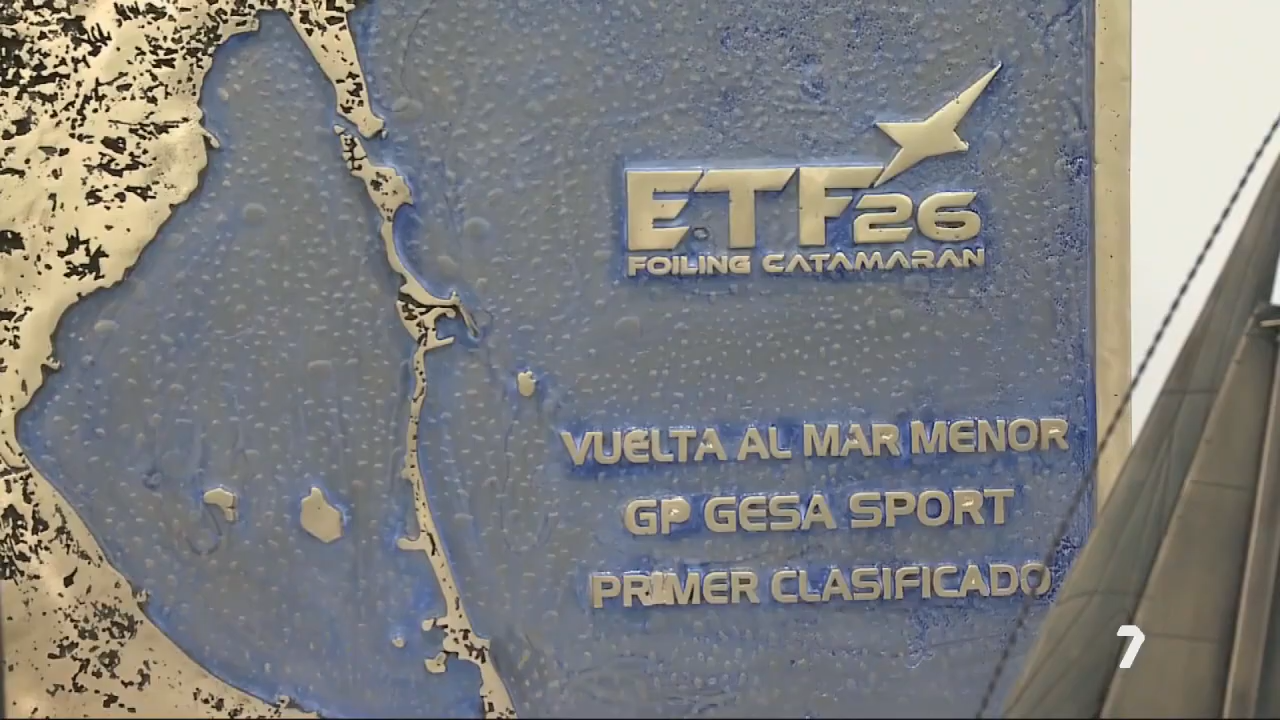 ETF26
FOILING CATAMARAN
VUELTA AL MAR MENOR
GP GESA SPORT
PRIMER CLASIFICADO
7